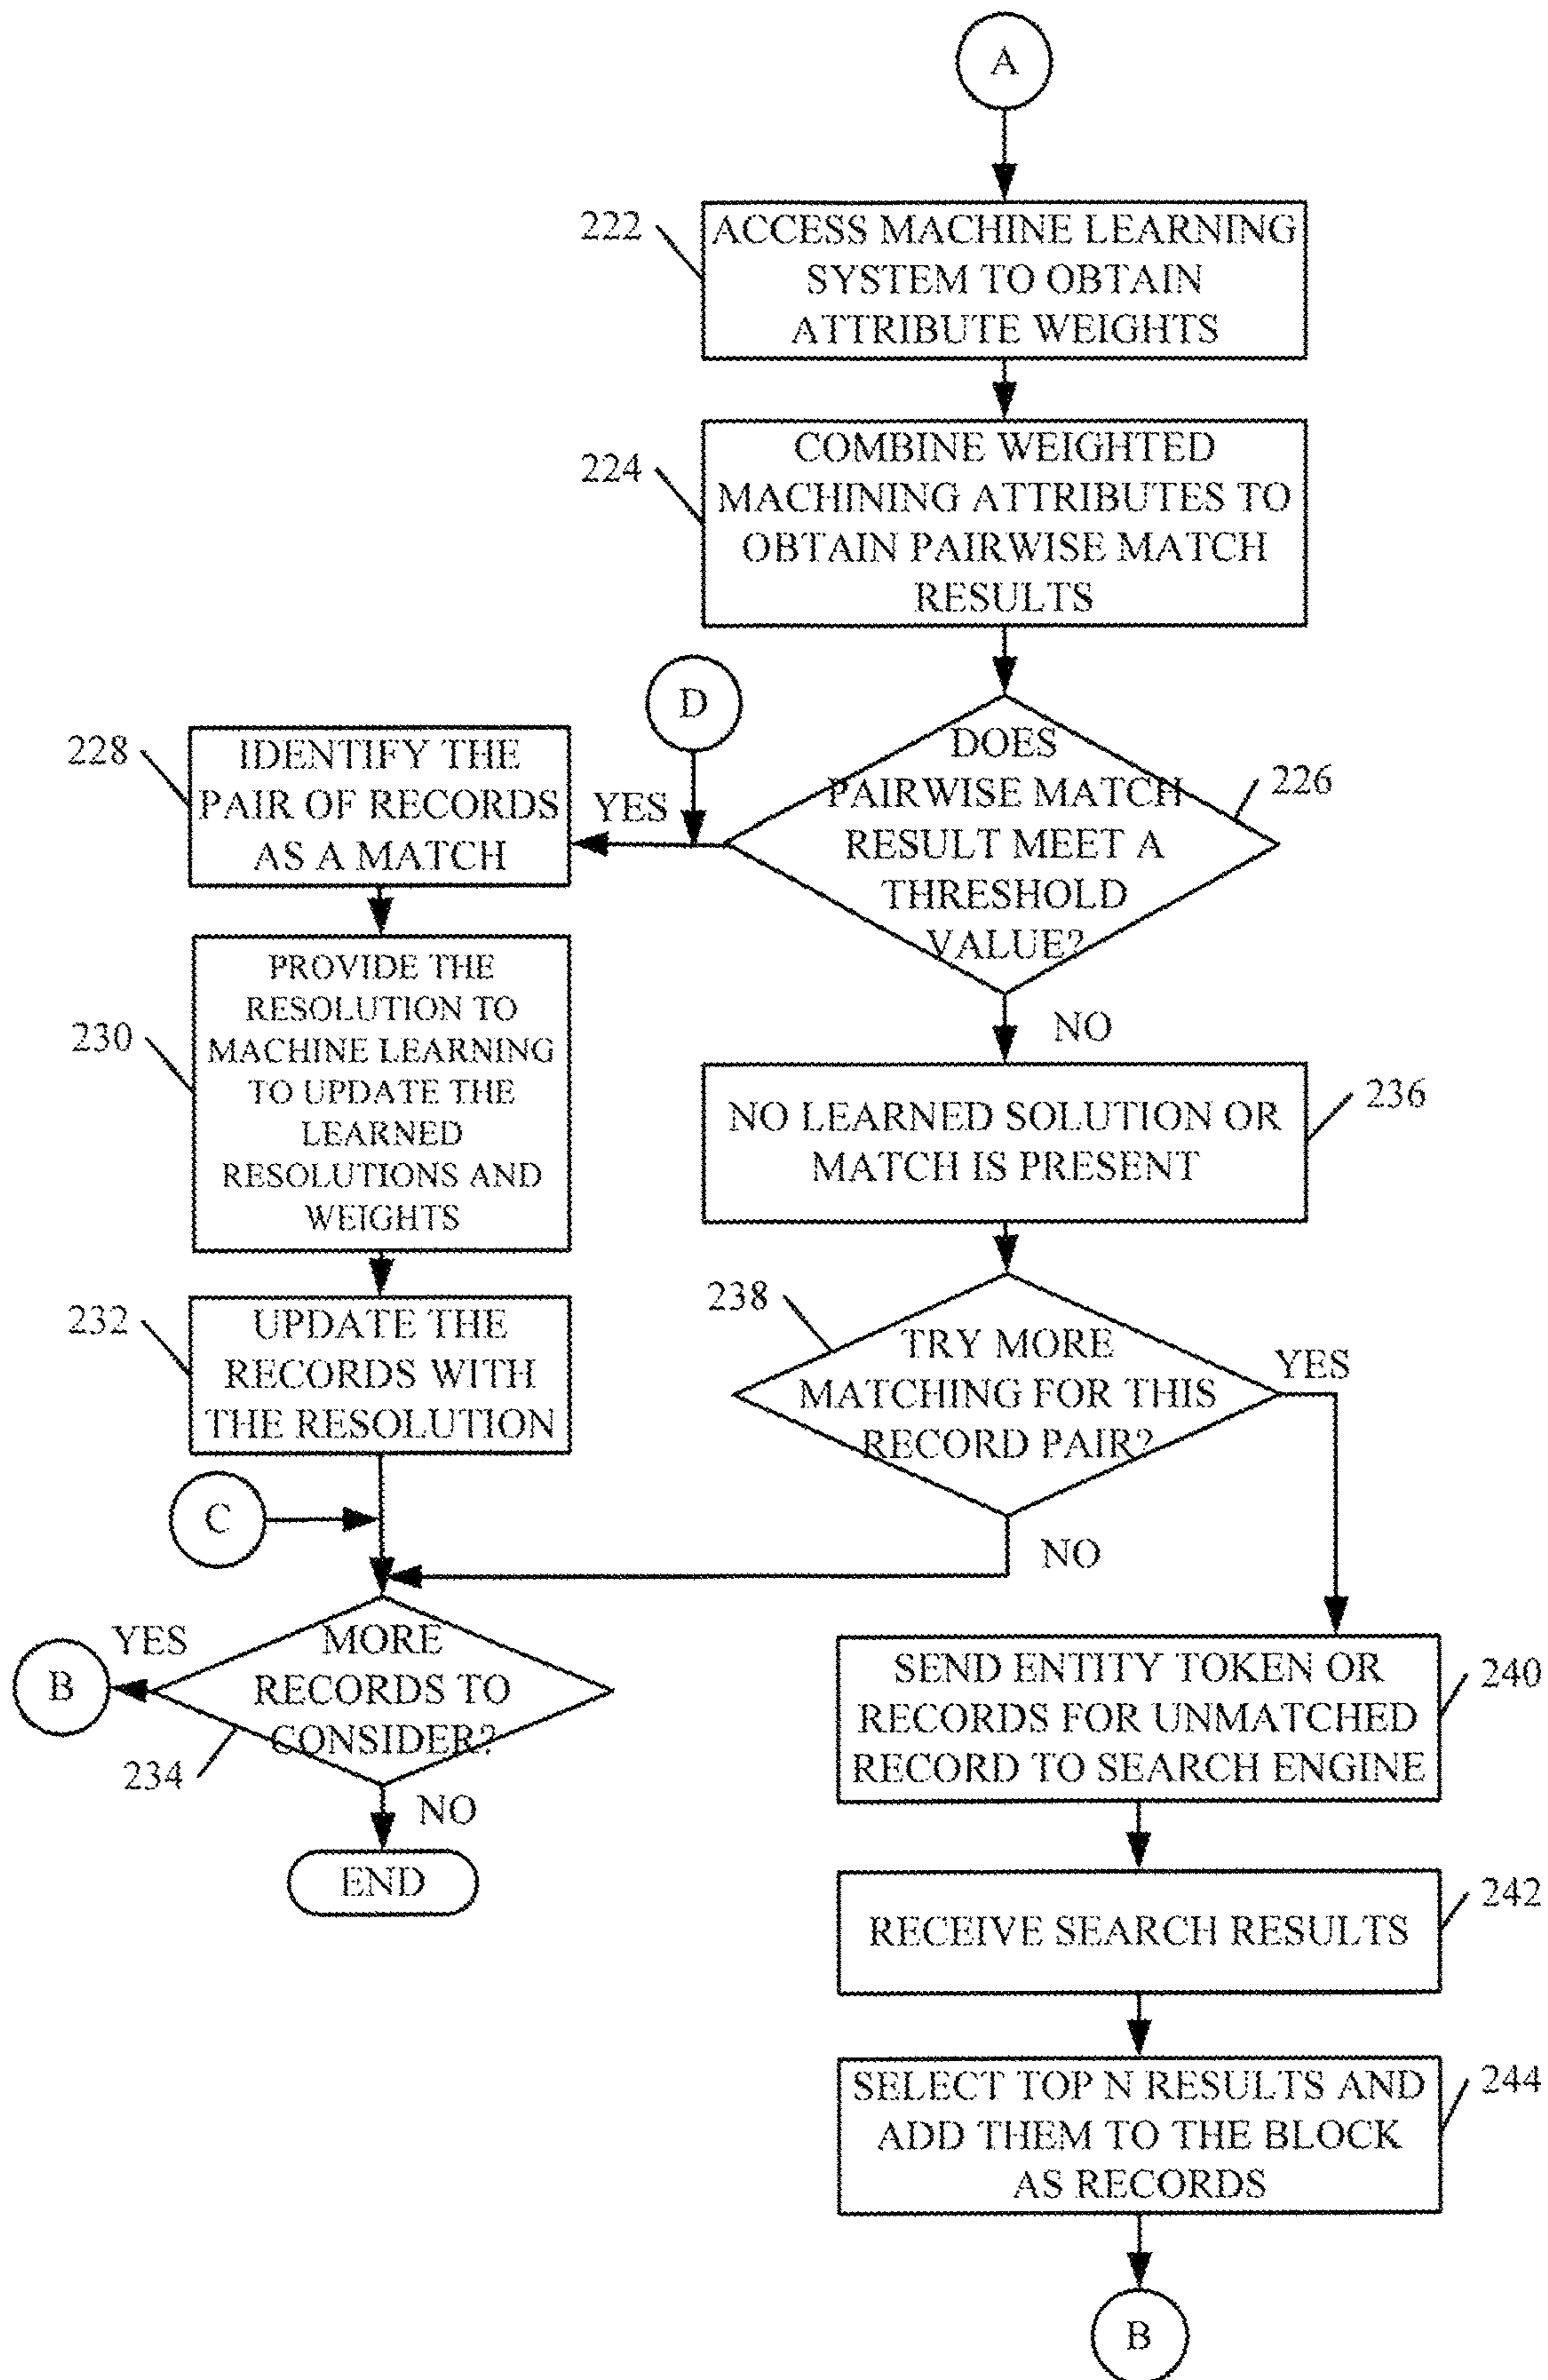 A
222
ACCESS MACHINE LEARNING
SYSTEM TO OBTAIN
ATTRIBUTE WEIGHTS
224
COMBINE WEIGHTED
MACHINING ATTRIBUTES TO
OBTAIN PAIRWISE MATCH
RESULTS
D
228
IDENTIFY THE
PAIR OF RECORDS
AS A MATCH
YES
DOES
PAIRWISE MATCH
RESULT MEET A
THRESHOLD
VALUE?
226
NO
230
PROVIDE THE
RESOLUTION TO
MACHINE LEARNING
TO UPDATE THE
LEARNED
RESOLUTIONS AND
WEIGHTS
NO LEARNED SOLUTION OR
MATCH IS PRESENT
236
232
UPDATE THE
RECORDS WITH
THE RESOLUTION
238
TRY MORE
MATCHING FOR THIS
RECORD PAIR?
YES
NO
C
B
YES
MORE
RECORDS TO
CONSIDER?
234
NO
END
SEND ENTITY TOKEN OR
RECORDS FOR UNMATCHED
RECORD TO SEARCH ENGINE
240
RECEIVE SEARCH RESULTS
242
SELECT TOP N RESULTS AND
ADD THEM TO THE BLOCK
AS RECORDS
244
B